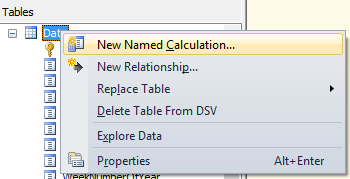 Tables
Dat
New Named Calculation...
New Relationship...
Replace Table
Delete Table From DSV
Explore Data
Properties Alt+Enter
WeekNumberOfYear